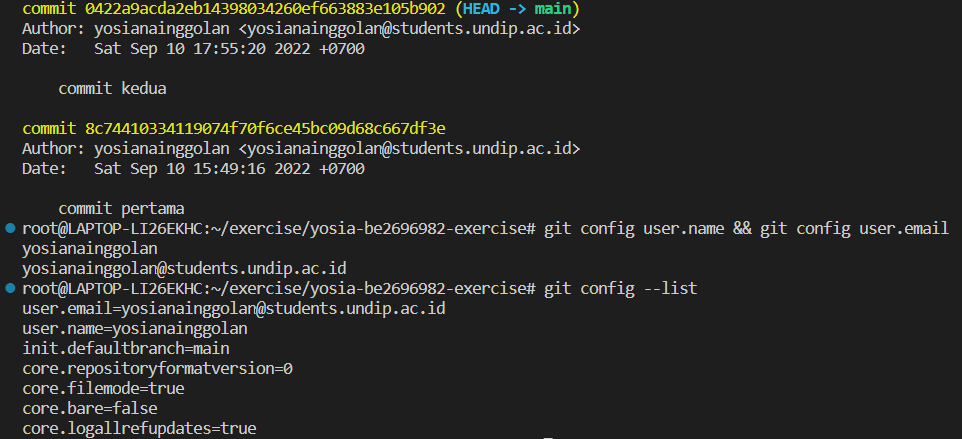 commit 0422a9acda2eb14398034260ef663883e105b902 (HEAD -> main)
Author: yosianainggolan <yosianainggolan@students.undip.ac.id>
Date:   Sat Sep 10 17:55:20 2022 +0700
commit kedua
commit 8c74410334119074f70f6ce45bc09d68c667df3e
Author: yosianainggolan <yosianainggolan@students.undip.ac.id>
Date:   Sat Sep 10 15:49:16 2022 +0700
commit pertama
root@LAPTOP-LI26EKHC:~/exercise/yosia-be2696982-exercise# git config user.name && git config user.email
yosianainggolan
yosianainggolan@students.undip.ac.id
root@LAPTOP-LI26EKHC:~/exercise/yosia-be2696982-exercise# git config --list
user.email=yosianainggolan@students.undip.ac.id
user.name=yosianainggolan
init.defaultbranch=main
core.repositoryformatversion=0
core.filemode=true
core.bare=false
core.logallrefupdates=true